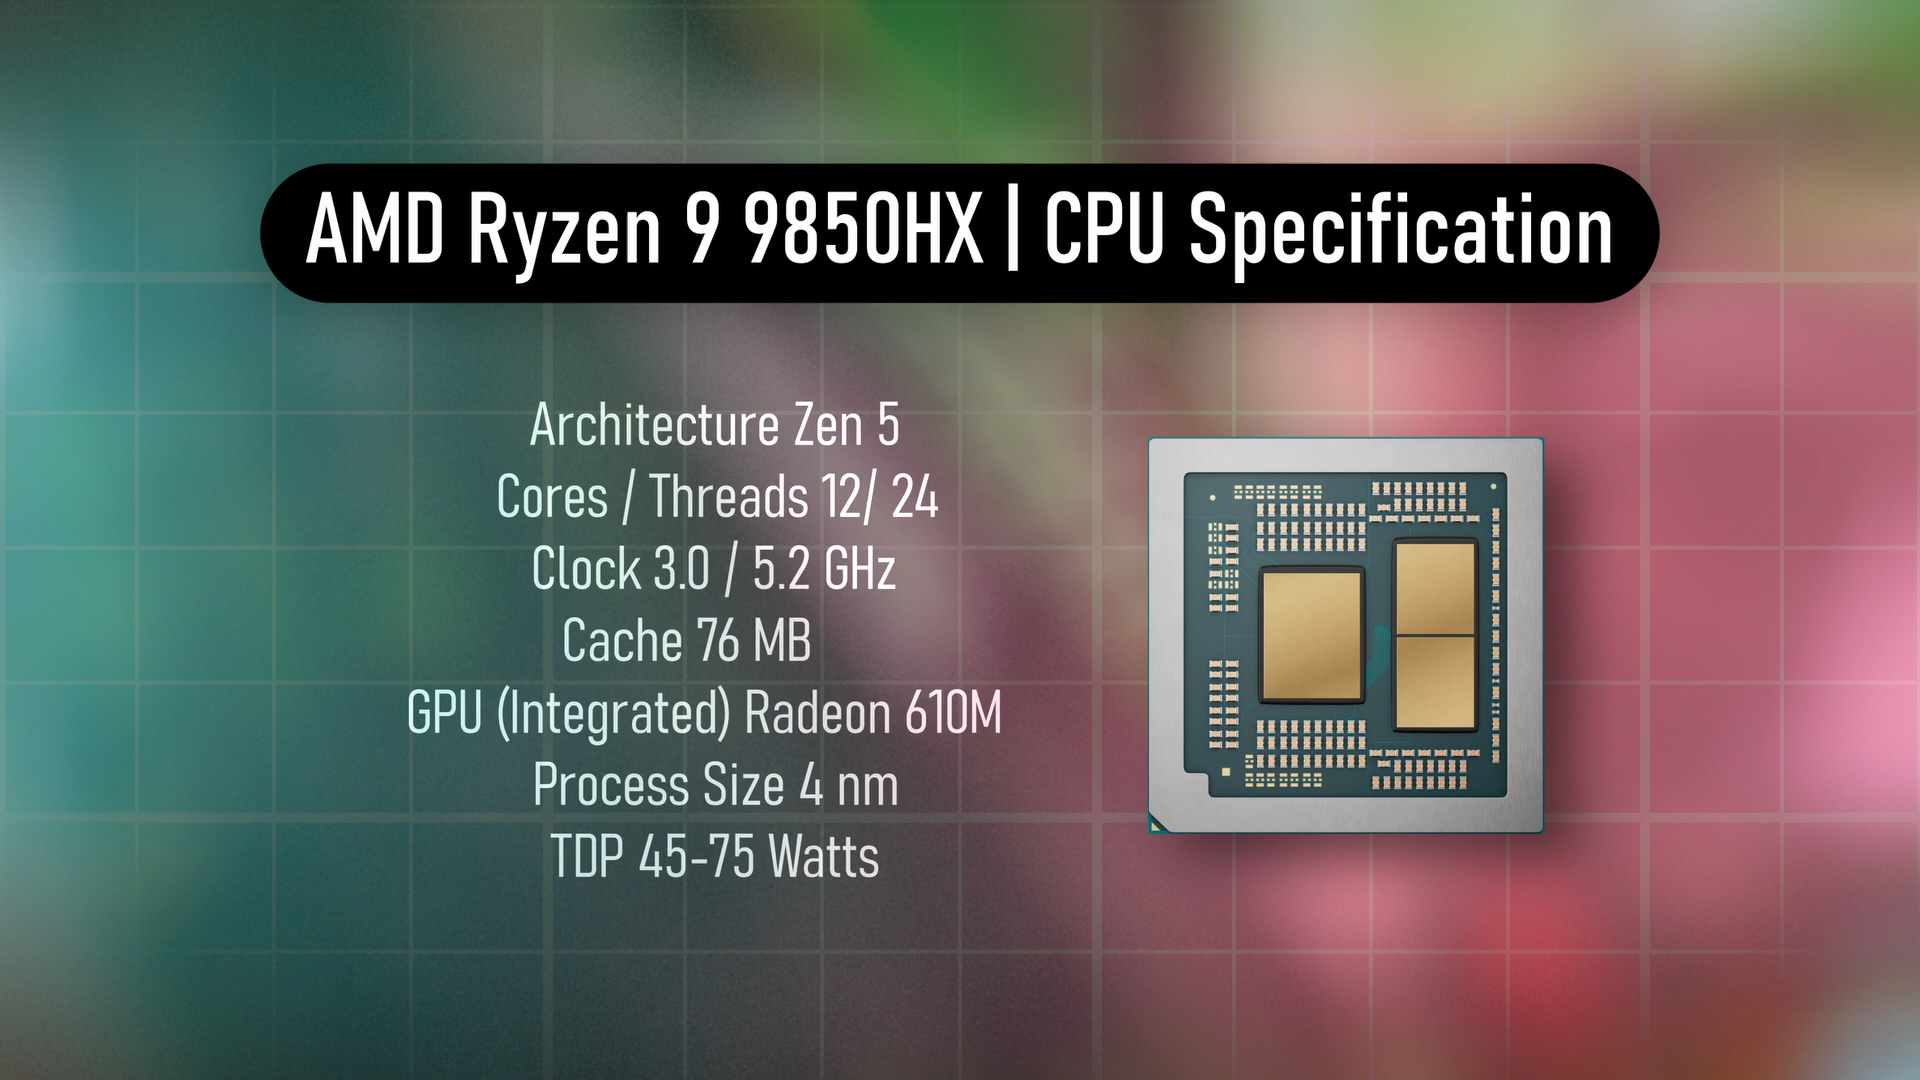 AMD Ryzen 9 9850HX | CPU Specification
Architecture Zen 5
Cores / Threads 12/ 24
Clock 3.0 / 5.2 GHz
Cache 76 MB
GPU (Integrated) Radeon 610M
Process Size 4 nm
TDP 45-75 Watts